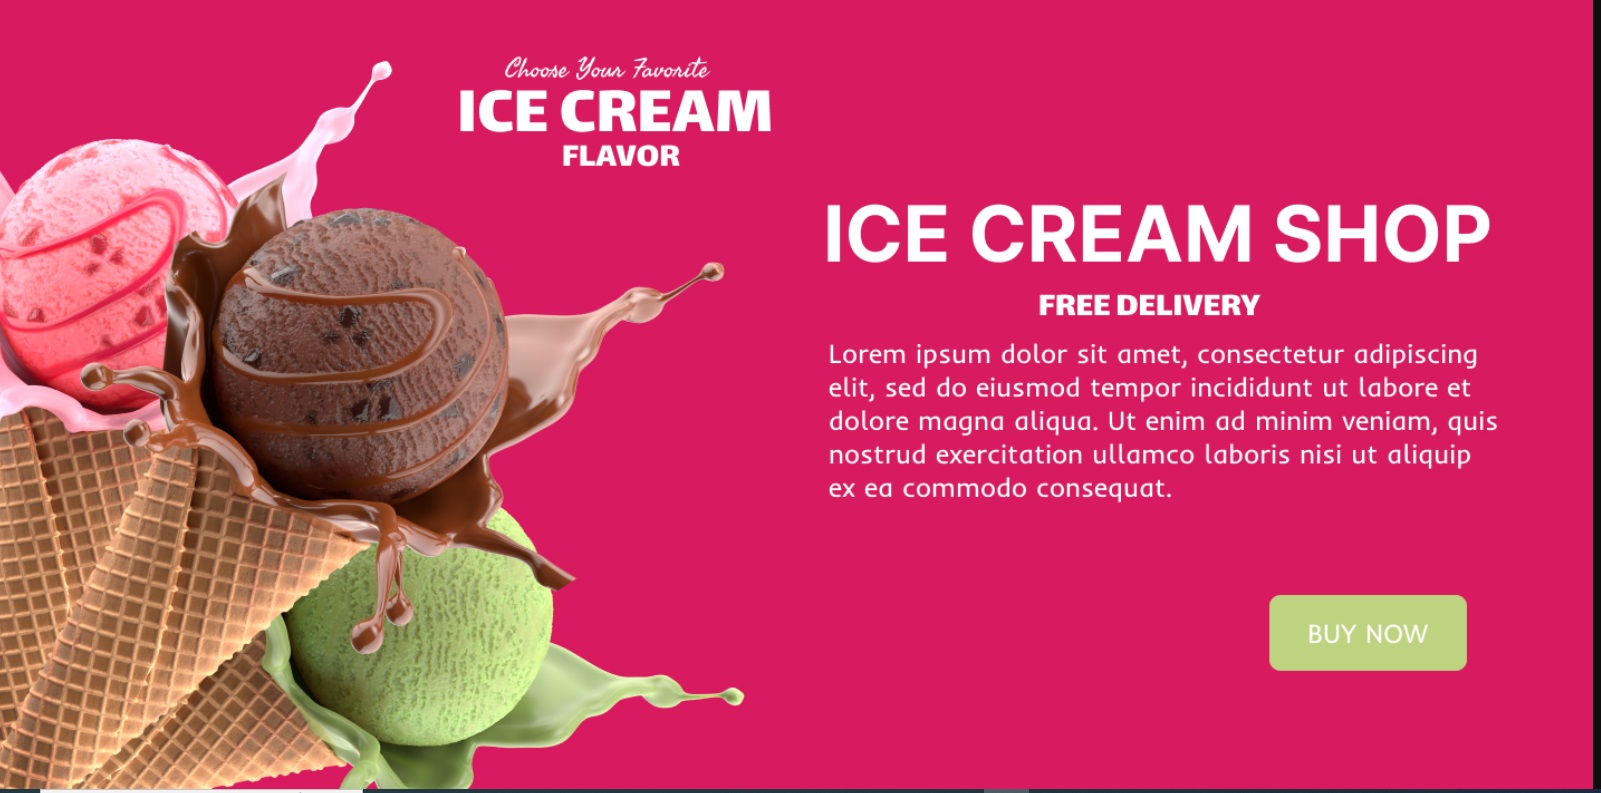 Choose Your Favorite
ICE CREAM
FLAVOR
ICE CREAM SHOP
FREE DELIVERY
Lorem ipsum dolor sit amet, consectetur adipiscing
elit, sed do eiusmod tempor incididunt ut labore et
dolore magna aliqua. Ut enim ad minim veniam, quis
nostrud exercitation ullamco laboris nisi ut aliquip
ex ea commodo consequat.
BUY NOW